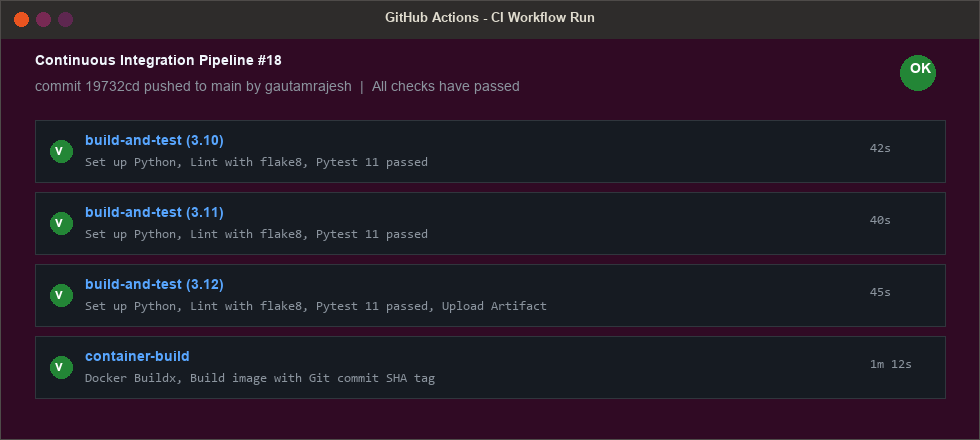 GitHub Actions - CI Workflow Run
Continuous Integration Pipeline #18
OK
commit 19732cd pushed to main by gautamrajesh | All checks have passed
V build-and-test (3.10)
42s
Set up Python, Lint with flake8, Pytest 11 passed
V build-and-test (3.11)
40s
Set up Python, Lint with flake8, Pytest 11 passed
V build-and-test (3.12)
45s
Set up Python, Lint with flake8, Pytest 11 passed, Upload Artifact
V container-build
1m 12s
Docker Buildx, Build image with Git commit SHA tag